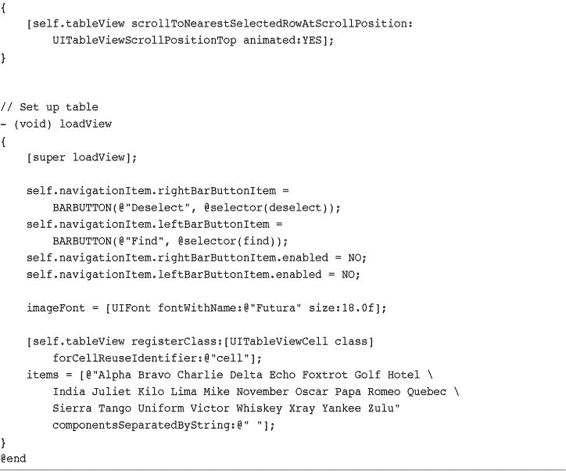 {
    [self.tableView scrollToNearestSelectedRowAtScrollPosition:
        UITableViewScrollPositionTop animated:YES];
}
// Set up table
- (void) loadView
{
    [super loadView];
    self.navigationItem.rightBarButtonItem =
        BARBUTTON(@"Deselect", @selector(deselect));
    self.navigationItem.leftBarButtonItem =
        BARBUTTON(@"Find", @selector(find));
    self.navigationItem.rightBarButtonItem.enabled = NO;
    self.navigationItem.leftBarButtonItem.enabled = NO;
    imageFont = [UIFont fontWithName:@"Futura" size:18.0f];
    [self.tableView registerClass:[UITableViewCell class]
        forCellReuseIdentifier:@"cell"];
    items = [@"Alpha Bravo Charlie Delta Echo Foxtrot Golf Hotel \
        India Juliet Kilo Lima Mike November Oscar Papa Romeo Quebec \
        Sierra Tango Uniform Victor Whiskey Xray Yankee Zulu"
        componentsSeparatedByString:@" "];
}
@end